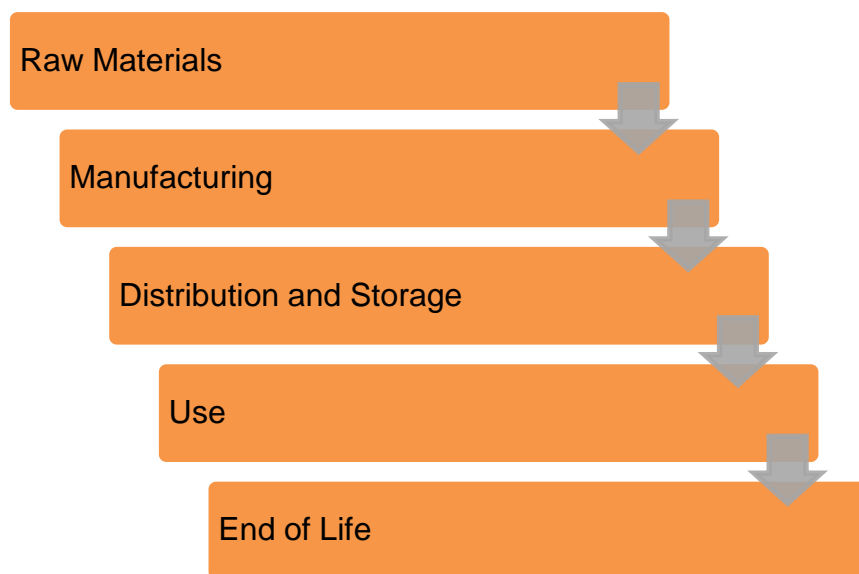 Raw Materials
Manufacturing
Distribution and Storage
Use
End of Life